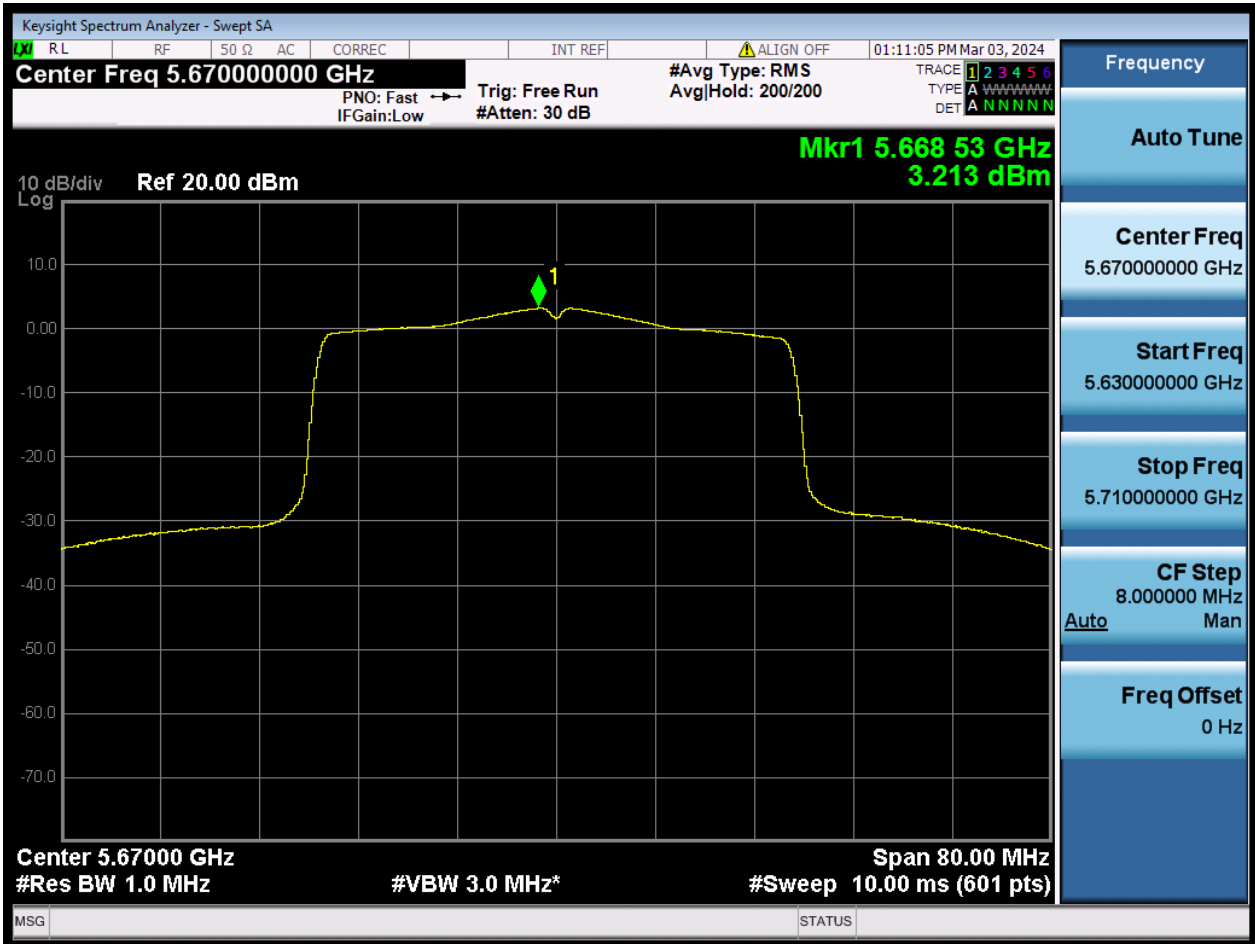 Keysight Spectrum Analyzer - Swept SA
LXI RL RF 50 Ω AC CORREC INT REF ALIGN OFF 01:11:05 PM Mar 03, 2024
Center Freq 5.670000000 GHz
PNO: Fast
IFGain:Low
Trig: Free Run
#Atten: 30 dB
#Avg Type: RMS
Avg|Hold: 200/200
TRACE 1 2 3 4 5 6
TYPE A WWWWW
DET A N N N N N
Mkr1 5.668 53 GHz
3.213 dBm
10 dB/div Ref 20.00 dBm
Log
1
10.0
0.00
-10.0
-20.0
-30.0
-40.0
-50.0
-60.0
-70.0
Center 5.67000 GHz Span 80.00 MHz
#Res BW 1.0 MHz #VBW 3.0 MHz* #Sweep 10.00 ms (601 pts)
MSG STATUS
Frequency
Auto Tune
Center Freq
5.670000000 GHz
Start Freq
5.630000000 GHz
Stop Freq
5.710000000 GHz
CF Step
8.000000 MHz
Auto Man
Freq Offset
0 Hz